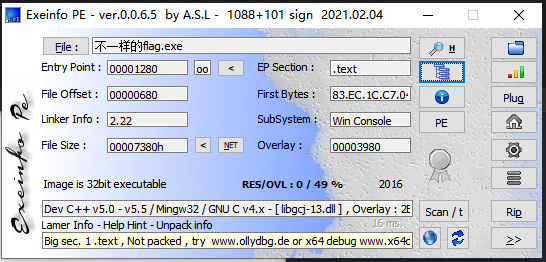 Exeinfo PE - ver.0.0.6.5 by A.S.L - 1088+101 sign 2021.02.04
File : 不一样的flag.exe H
Entry Point : 00001280 oo < EP Section : .text
File Offset : 00000680 First Bytes : 83.EC.1C.C7.04 Plug
Linker Info : 2.22 SubSystem : Win Console PE
File Size : 00007380h < NET Overlay : 00003980
Image is 32bit executable RES/OVL : 0 / 49 % 2016
Exeinfo Pe
Dev C++ v5.0 - v5.5 / Mingw32 / GNU C v4.x - [ libgcj-13.dll ] , Overlay : 2E Scan / t Rip
Lamer Info - Help Hint - Unpack info 16 ms.
Big sec. 1 .text , Not packed , try www.ollydbg.de or x64 debug www.x64d >>